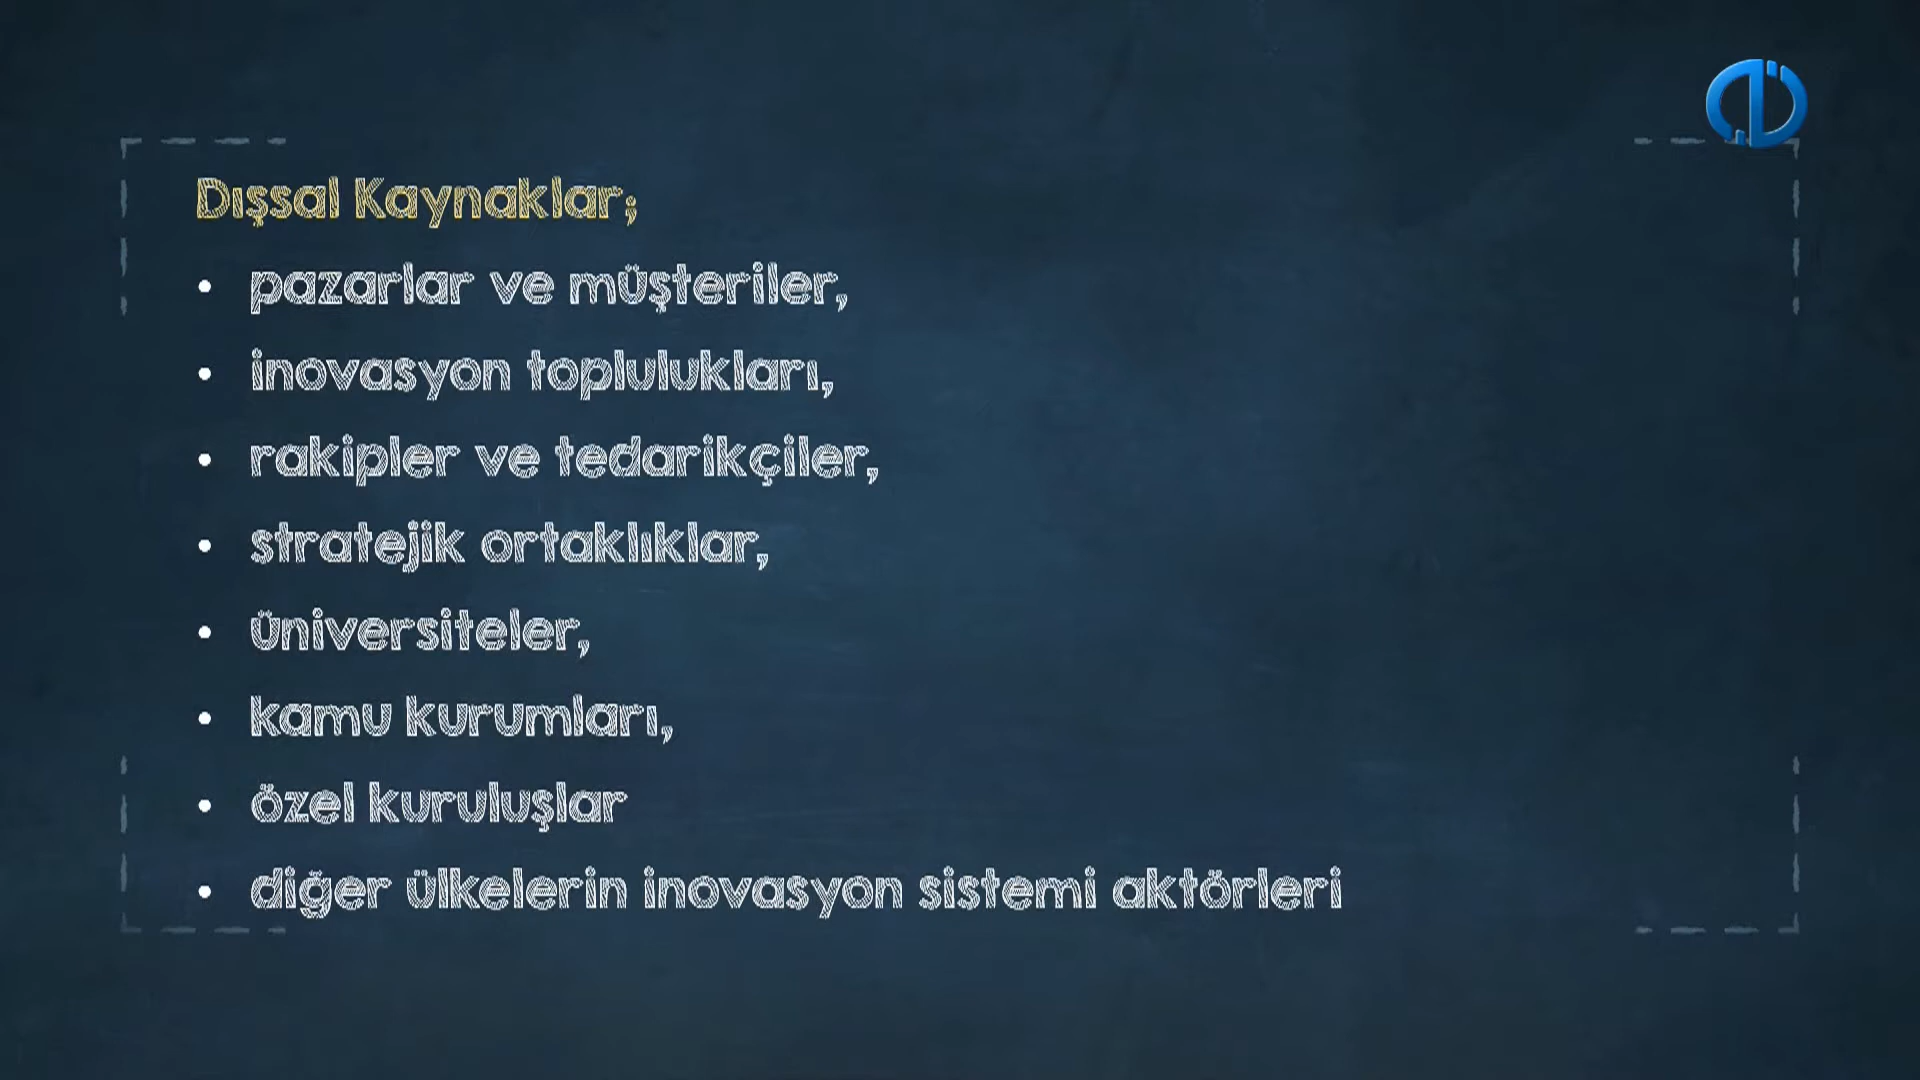 Dışsal Kaynaklar;
• pazarlar ve müşteriler,
• inovasyon toplulukları,
• rakipler ve tedarikçiler,
• stratejik ortaklıklar,
• üniversiteler,
• kamu kurumları,
• özel kuruluşlar
• diğer ülkelerin inovasyon sistemi aktörleri